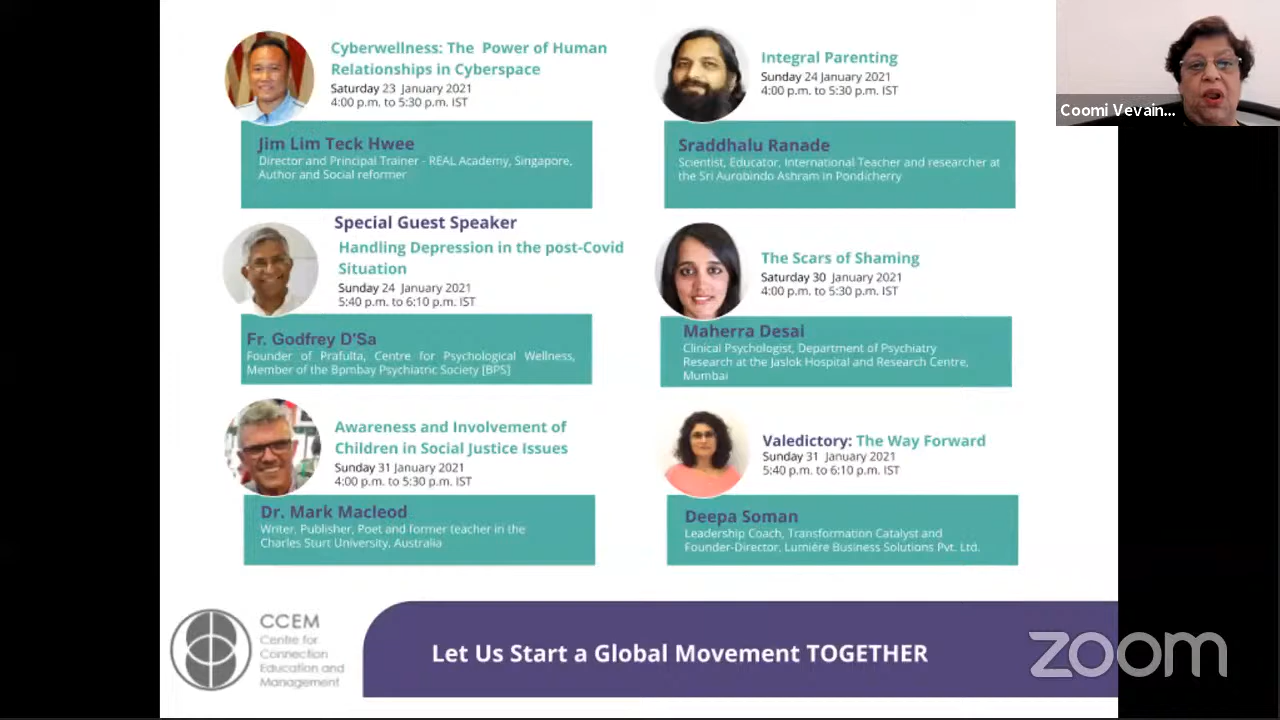 Cyberwellness: The Power of Human
Relationships in Cyberspace
Saturday 23 January 2021
4:00 p.m. to 5:30 p.m. IST
Jim Lim Teck Hwee
Director and Principal Trainer - REAL Academy, Singapore,
Author and Social reformer
Integral Parenting
Sunday 24 January 2021
4:00 p.m. to 5:30 p.m. IST
Sraddhalu Ranade
Scientist, Educator, International Teacher and researcher at
the Sri Aurobindo Ashram in Pondicherry
Coomi Vevain...
Special Guest Speaker
Handling Depression in the post-Covid
Situation
Sunday 24 January 2021
5:40 p.m. to 6:10 p.m. IST
Fr. Godfrey D'Sa
Founder of Prafulta, Centre for Psychological Wellness,
Member of the Bpmbay Psychiatric Society [BPS]
The Scars of Shaming
Saturday 30 January 2021
4:00 p.m. to 5:30 p.m. IST
Maherra Desai
Clinical Psychologist, Department of Psychiatry
Research at the Jaslok Hospital and Research Centre,
Mumbai
Awareness and Involvement of
Children in Social Justice Issues
Sunday 31 January 2021
4:00 p.m. to 5:30 p.m. IST
Dr. Mark Macleod
Writer, Publisher, Poet and former teacher in the
Charles Sturt University, Australia
Valedictory: The Way Forward
Sunday 31 January 2021
5:40 p.m. to 6:10 p.m. IST
Deepa Soman
Leadership Coach, Transformation Catalyst and
Founder-Director, Lumiére Business Solutions Pvt. Ltd.
CCEM
Centre for
Connection
Education and
Management
Let Us Start a Global Movement TOGETHER
zoom